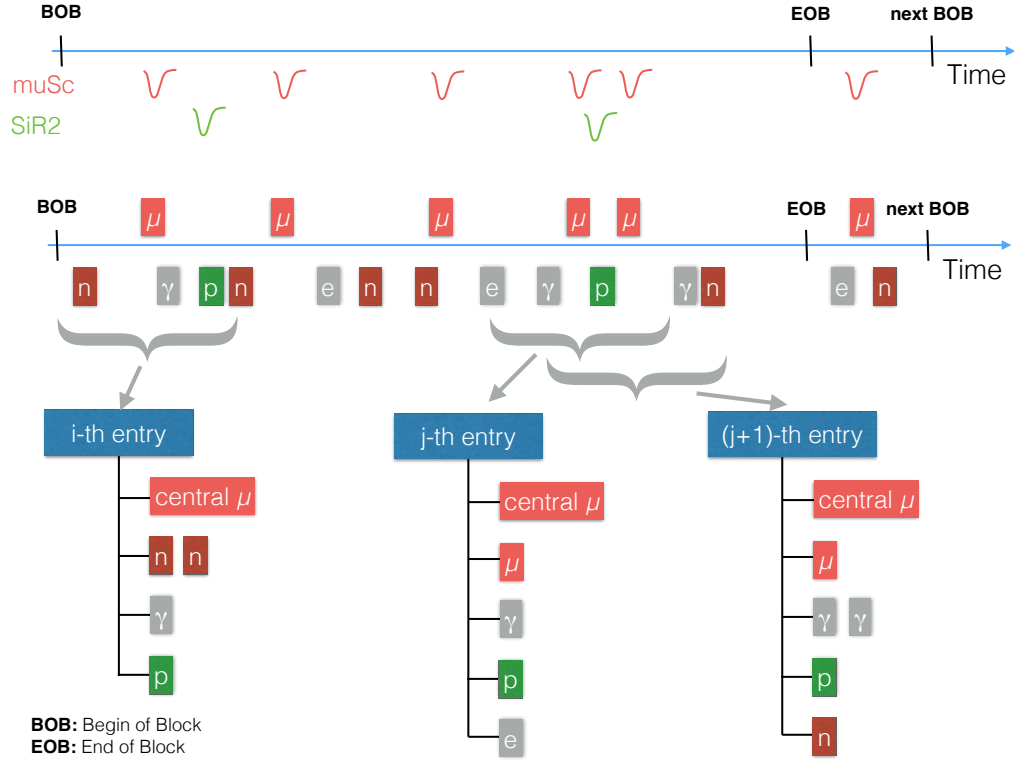 BOB EOB next BOB
muSc Time
SiR2
BOB μ μ μ μ μ EOB μ next BOB
Time
n γ p n e n n e γ p γ n e n
i-th entry j-th entry (j+1)-th entry
central μ central μ central μ
n n μ μ
γ γ γ γ
p p p
e n
BOB: Begin of Block
EOB: End of Block